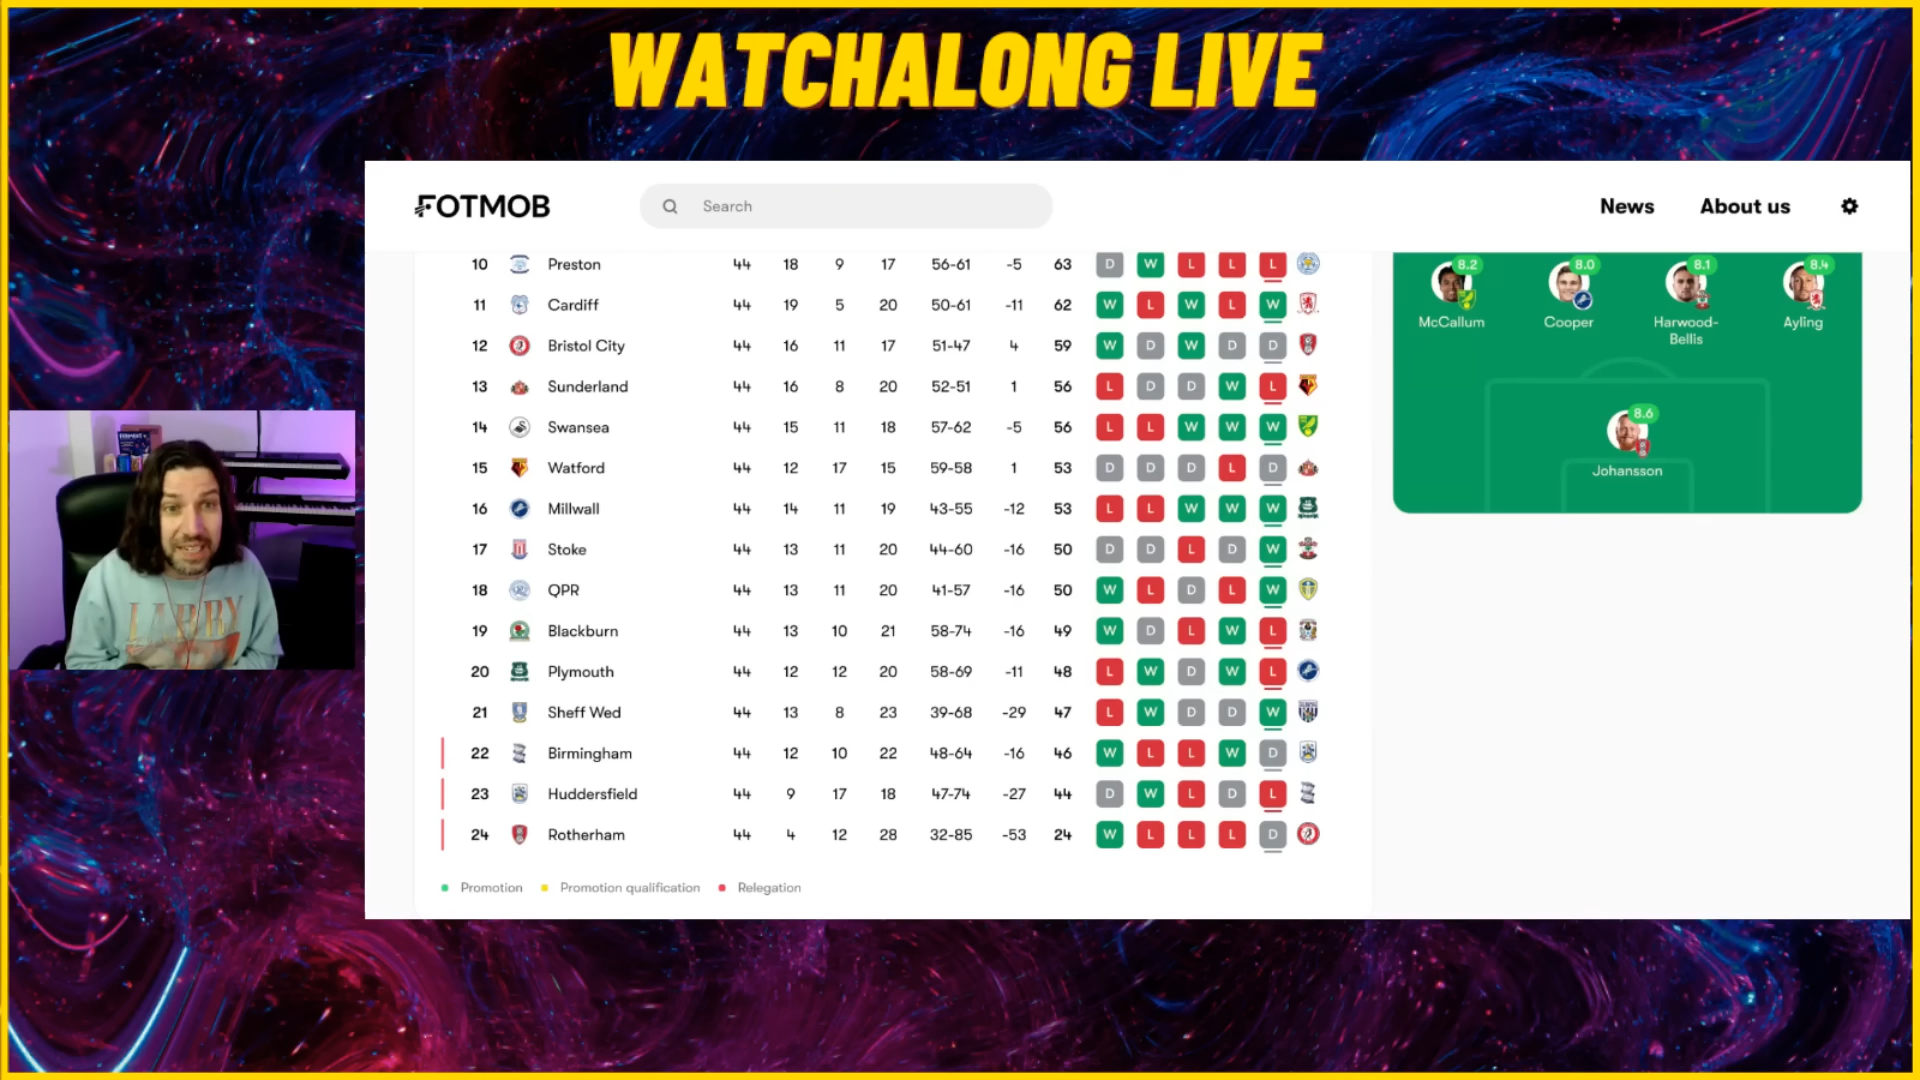 WATCHALONG LIVE
FOTMOB Search News About us
10 Preston 44 18 9 17 56-61 -5 63 D W L L L
11 Cardiff 44 19 5 20 50-61 -11 62 W L W L W
12 Bristol City 44 16 11 17 51-47 4 59 W D W D D
13 Sunderland 44 16 8 20 52-51 1 56 L D D W L
14 Swansea 44 15 11 18 57-62 -5 56 L L W W W
15 Watford 44 12 17 15 59-58 1 53 D D D L D
16 Millwall 44 14 11 19 43-55 -12 53 L L W W W
17 Stoke 44 13 11 20 44-60 -16 50 D D L D W
18 QPR 44 13 11 20 41-57 -16 50 W L D L W
19 Blackburn 44 13 10 21 58-74 -16 49 W D L W L
20 Plymouth 44 12 12 20 58-69 -11 48 L W D W L
21 Sheff Wed 44 13 8 23 39-68 -29 47 L W D D W
22 Birmingham 44 12 10 22 48-64 -16 46 W L L W D
23 Huddersfield 44 9 17 18 47-74 -27 44 D W L D L
24 Rotherham 44 4 12 28 32-85 -53 24 W L L L D
Promotion Promotion qualification Relegation
8.2 8.0 8.1 8.4
McCallum Cooper Harwood-
Bellis Ayling
8.6
Johansson
LARRY